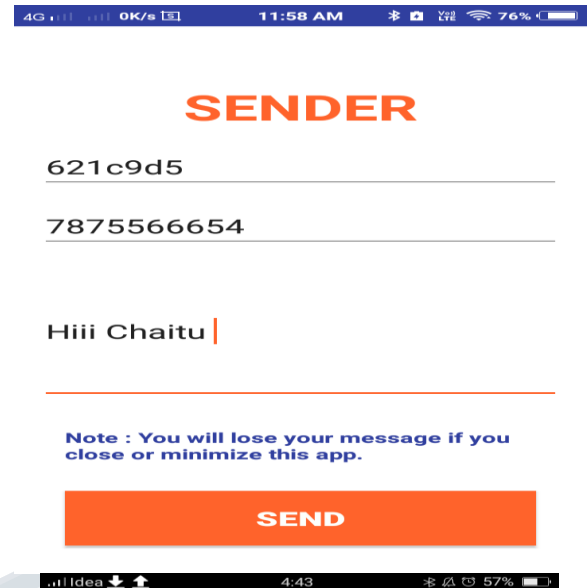 4G 0K/s 11:58 AM VoLTE 76%
SENDER
621c9d5
7875566654
Hiii Chaitu
Note : You will lose your message if you
close or minimize this app.
SEND
Idea 4:43 57%